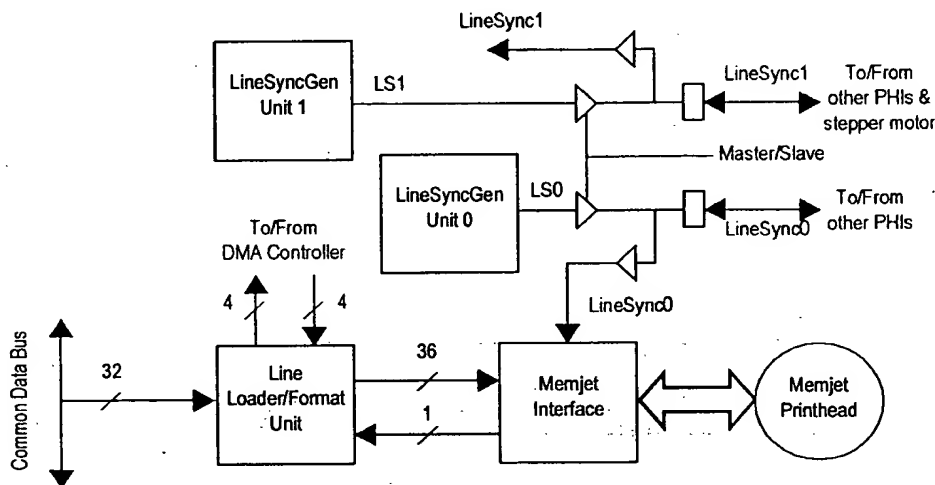 LineSync1
LineSyncGen
Unit 1
LS1
LineSync1
To/From
other PHIs &
stepper motor
Master/Slave
LineSyncGen
Unit 0
LS0
LineSync0
To/From
other PHIs
To/From
DMA Controller
4
4
LineSync0
Common Data Bus
32
Line
Loader/Format
Unit
36
1
Memjet
Interface
Memjet
Printhead